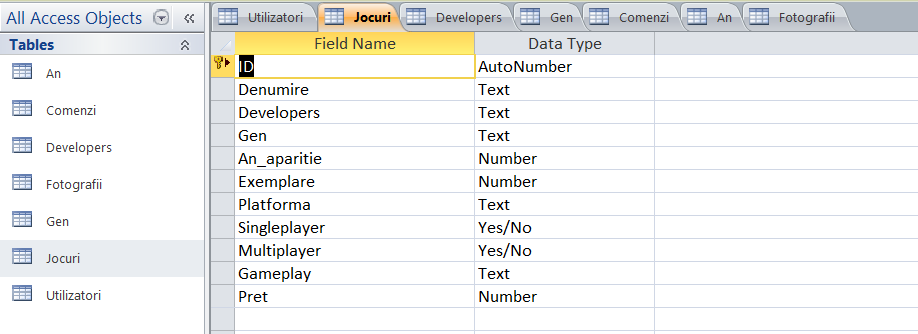 All Access Objects «
Tables
An
Comenzi
Developers
Fotografii
Gen
Jocuri
Utilizatori
Utilizatori Jocuri Developers Gen Comenzi An Fotografii
Field Name Data Type
ID AutoNumber
Denumire Text
Developers Text
Gen Text
An_aparitie Number
Exemplare Number
Platforma Text
Singleplayer Yes/No
Multiplayer Yes/No
Gameplay Text
Pret Number